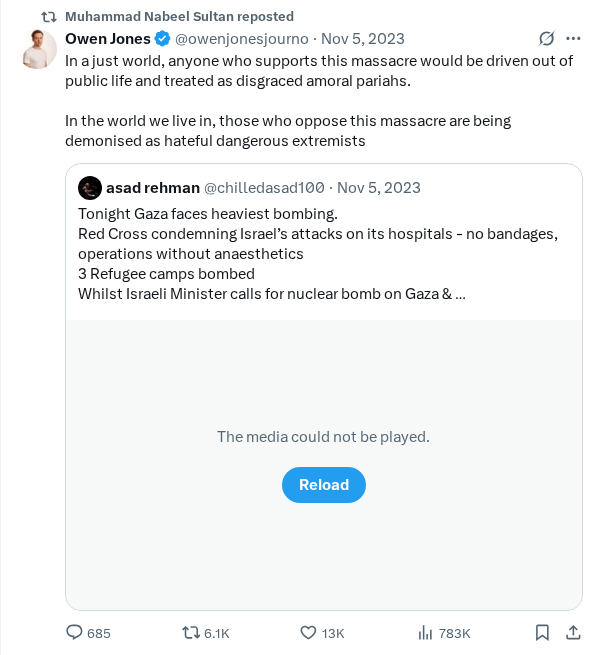 Muhammad Nabeel Sultan reposted
Owen Jones @owenjonesjourno · Nov 5, 2023
In a just world, anyone who supports this massacre would be driven out of
public life and treated as disgraced amoral pariahs.
In the world we live in, those who oppose this massacre are being
demonised as hateful dangerous extremists
asad rehman @chilledasad100 · Nov 5, 2023
Tonight Gaza faces heaviest bombing.
Red Cross condemning Israel's attacks on its hospitals - no bandages,
operations without anaesthetics
3 Refugee camps bombed
Whilst Israeli Minister calls for nuclear bomb on Gaza & ...
The media could not be played.
Reload
685 6.1K 13K 783K